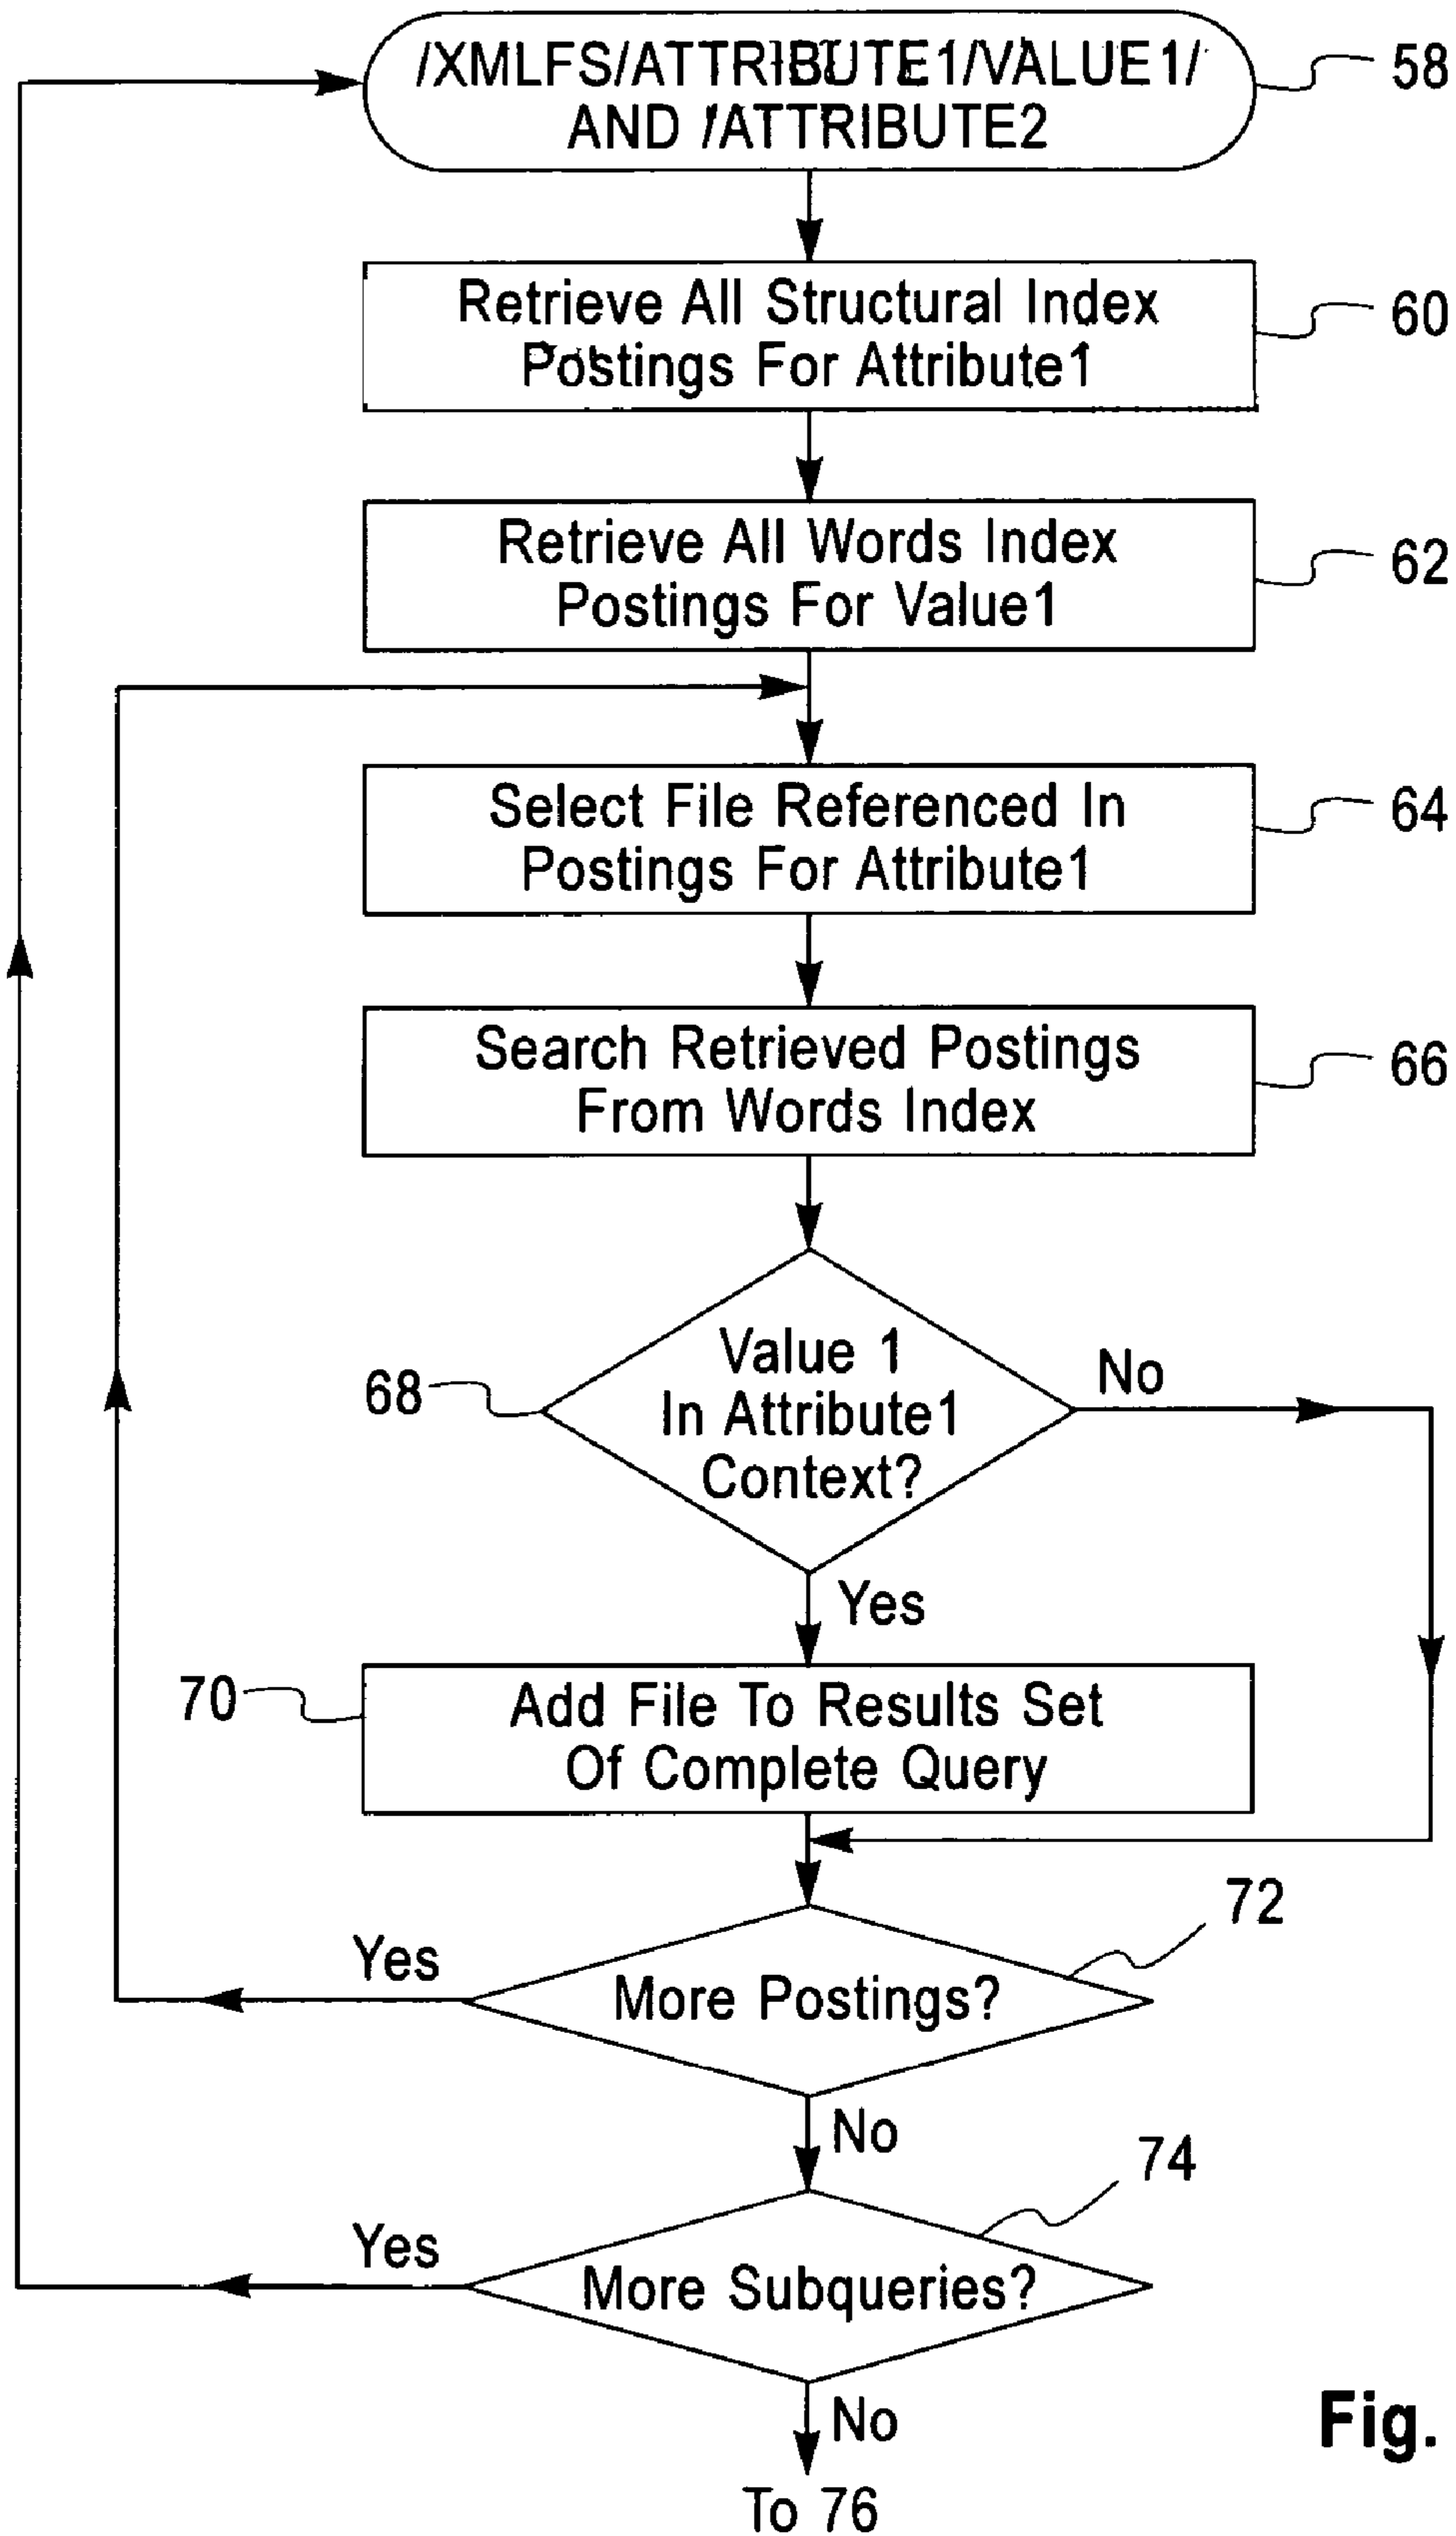 /XMLFS/ATTRIBUTE1/VALUE1/
AND /ATTRIBUTE2
58
Retrieve All Structural Index
Postings For Attribute1
60
Retrieve All Words Index
Postings For Value1
62
Select File Referenced In
Postings For Attribute1
64
Search Retrieved Postings
From Words Index
66
Value 1
In Attribute1
Context?
68
No
Yes
Add File To Results Set
Of Complete Query
70
72
Yes
More Postings?
No
74
Yes
More Subqueries?
No
To 76
Fig.